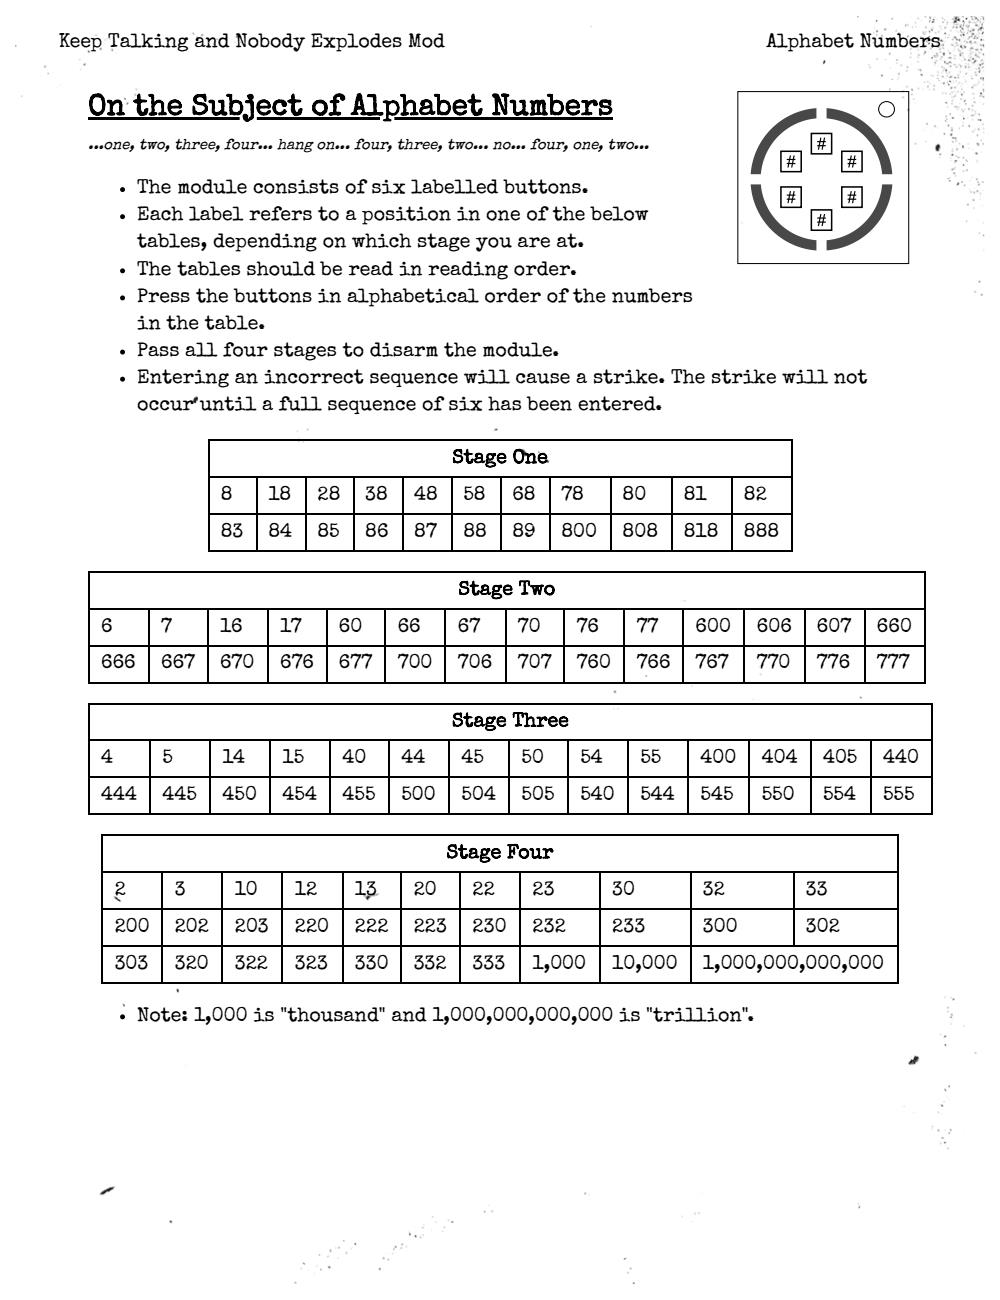 Keep Talking and Nobody Explodes Mod Alphabet Numbers
On the Subject of Alphabet Numbers
...one, two, three, four... hang on... four, three, two... no... four, one, two...
• The module consists of six labelled buttons.
• Each label refers to a position in one of the below
tables, depending on which stage you are at.
• The tables should be read in reading order.
• Press the buttons in alphabetical order of the numbers
in the table.
• Pass all four stages to disarm the module.
• Entering an incorrect sequence will cause a strike. The strike will not
occur until a full sequence of six has been entered.
#
# #
# #
#
Stage One
8 18 28 38 48 58 68 78 80 81 82
83 84 85 86 87 88 89 800 808 818 888
Stage Two
6 7 16 17 60 66 67 70 76 77 600 606 607 660
666 667 670 676 677 700 706 707 760 766 767 770 776 777
Stage Three
4 5 14 15 40 44 45 50 54 55 400 404 405 440
444 445 450 454 455 500 504 505 540 544 545 550 554 555
Stage Four
2 3 10 12 13 20 22 23 30 32 33
200 202 203 220 222 223 230 232 233 300 302
303 320 322 323 330 332 333 1,000 10,000 1,000,000,000,000
• Note: 1,000 is "thousand" and 1,000,000,000,000 is "trillion".